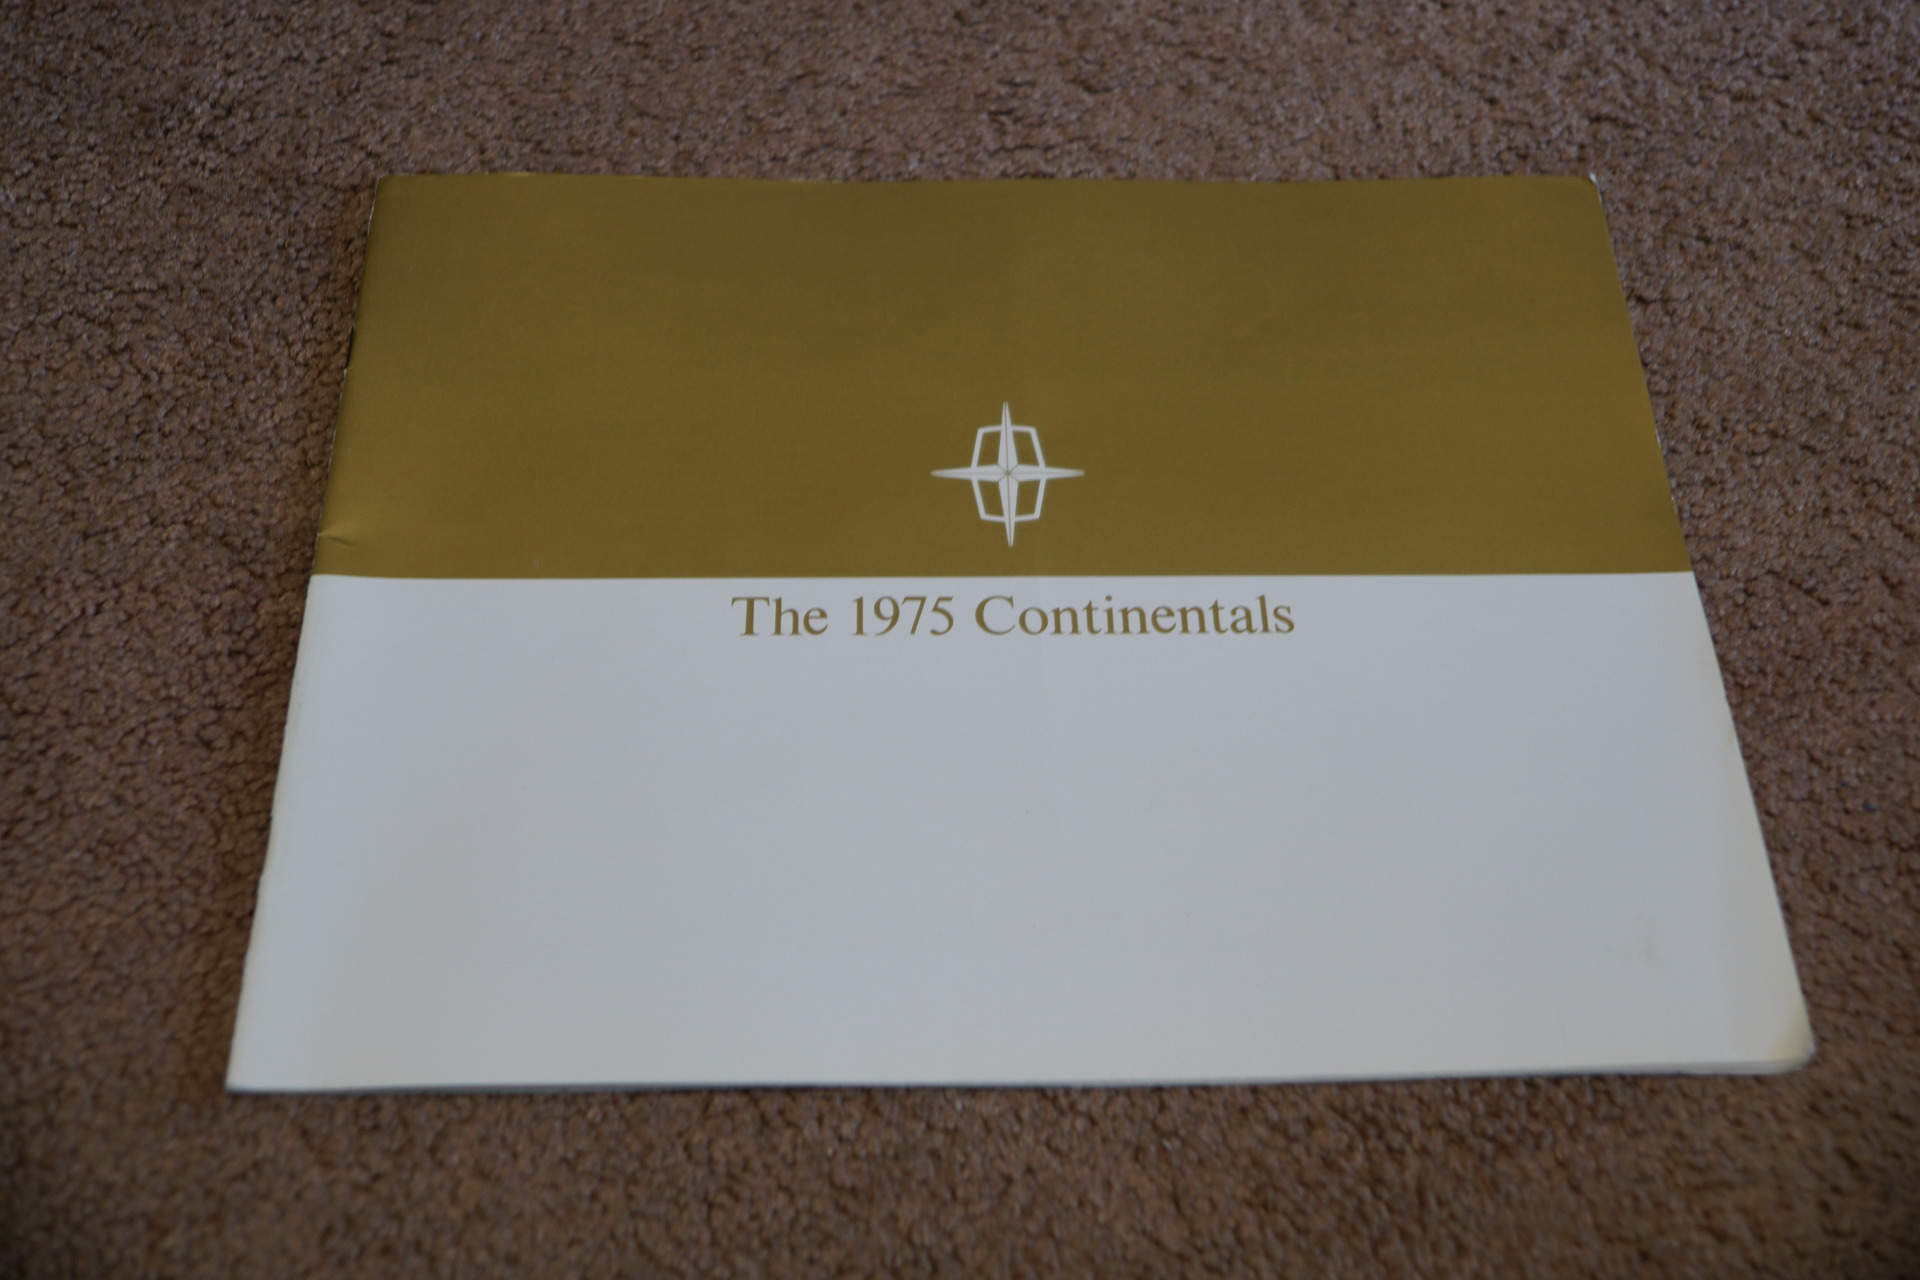 The 1975 Continentals